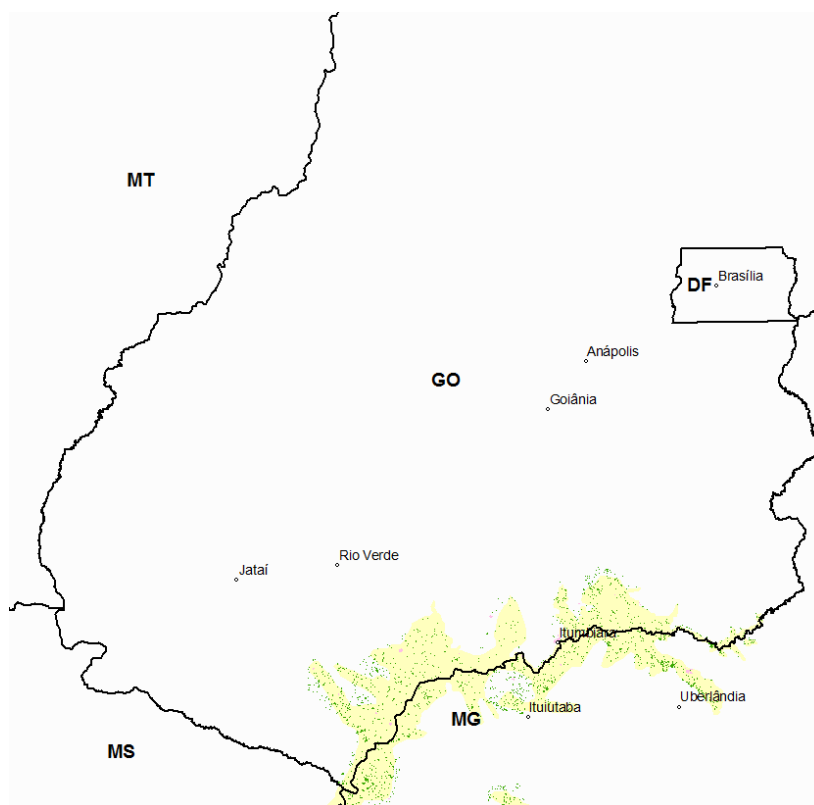 MT
DF
Brasília
Anápolis
GO
Goiânia
Rio Verde
Jataí
Itumbiara
Uberlândia
Ituiutaba
MG
MS